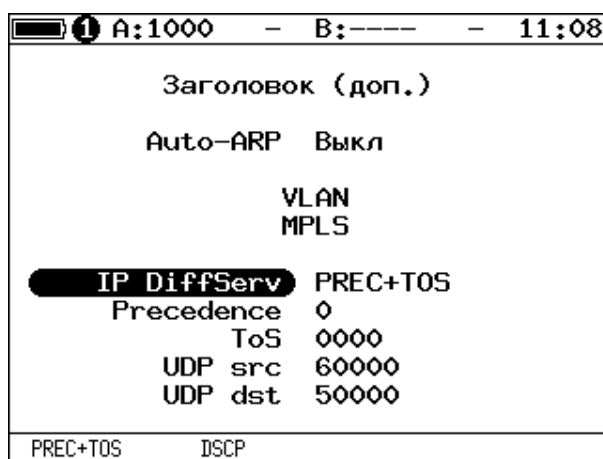 1 A:1000 - B:---- - 11:08
Заголовок (доп.)
Auto-ARP Выкл
VLAN
MPLS
IP DiffServ PREC+TOS
Precedence 0
ToS 0000
UDP src 60000
UDP dst 50000
PREC+TOS DSCP